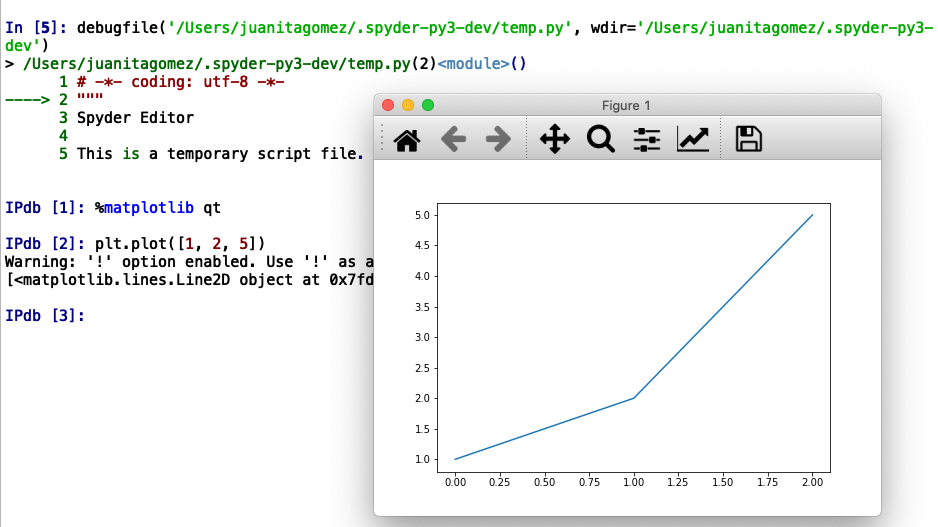 In [5]: debugfile('/Users/juanitagomez/.spyder-py3-dev/temp.py', wdir='/Users/juanitagomez/.spyder-py3-
dev')
> /Users/juanitagomez/.spyder-py3-dev/temp.py(2)<module>()
1 # -*- coding: utf-8 -*-
----> 2 """
3 Spyder Editor
4
5 This is a temporary script file.
IPdb [1]: %matplotlib qt
IPdb [2]: plt.plot([1, 2, 5])
Warning: '!' option enabled. Use '!' as a
[<matplotlib.lines.Line2D object at 0x7fd
IPdb [3]:
Figure 1
5.0
4.5
4.0
3.5
3.0
2.5
2.0
1.5
1.0
0.00 0.25 0.50 0.75 1.00 1.25 1.50 1.75 2.00